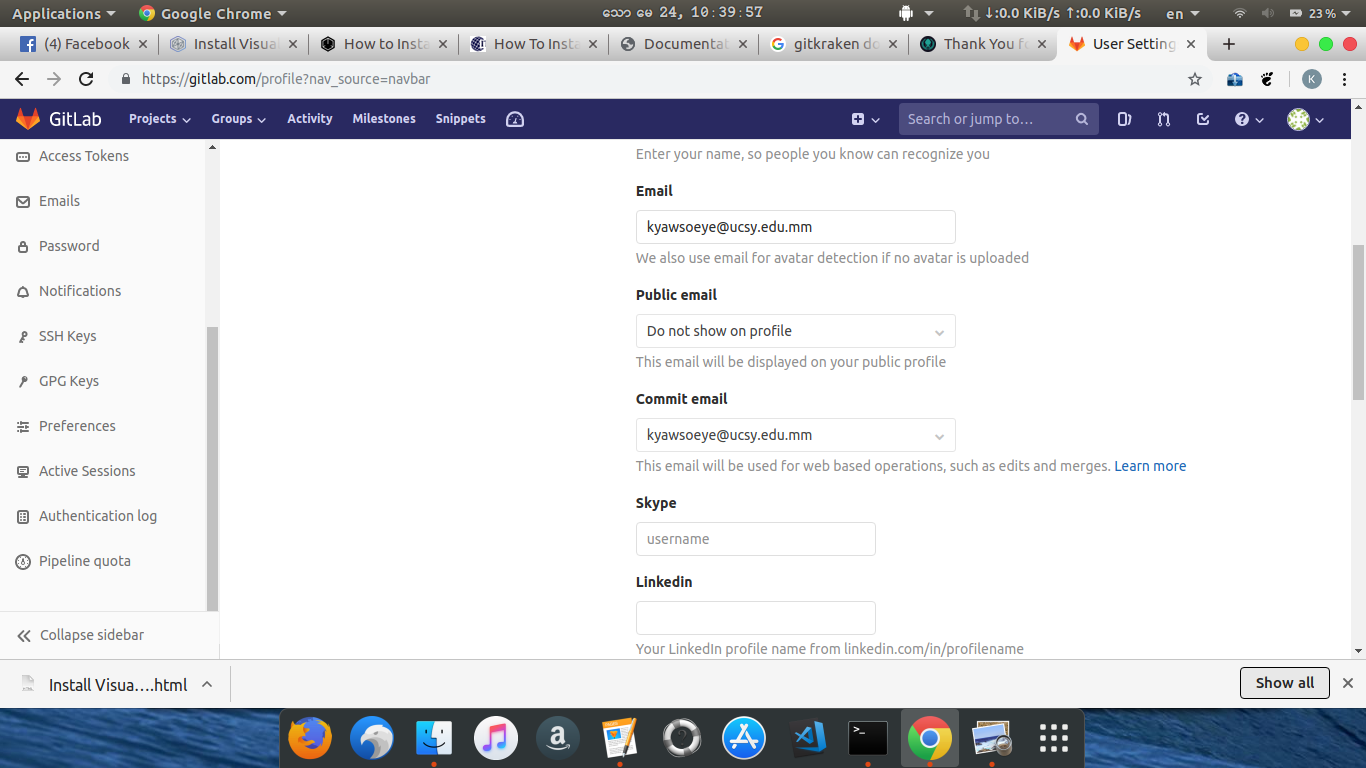 Applications
Google Chrome
သော မေ 24, 10:39:57
↓:0.0 KiB/s ↑:0.0 KiB/s
en
23 %
(4) Facebook
Install Visua
How to Insta
How To Insta
Documentat
gitkraken do
Thank You fo
User Setting
https://gitlab.com/profile?nav_source=navbar
K
GitLab
Projects
Groups
Activity
Milestones
Snippets
Search or jump to…
Access Tokens
Emails
Password
Notifications
SSH Keys
GPG Keys
Preferences
Active Sessions
Authentication log
Pipeline quota
Collapse sidebar
Enter your name, so people you know can recognize you
Email
kyawsoeye@ucsy.edu.mm
We also use email for avatar detection if no avatar is uploaded
Public email
Do not show on profile
This email will be displayed on your public profile
Commit email
kyawsoeye@ucsy.edu.mm
This email will be used for web based operations, such as edits and merges. Learn more
Skype
username
Linkedin
Your LinkedIn profile name from linkedin.com/in/profilename
Install Visua….html
Show all